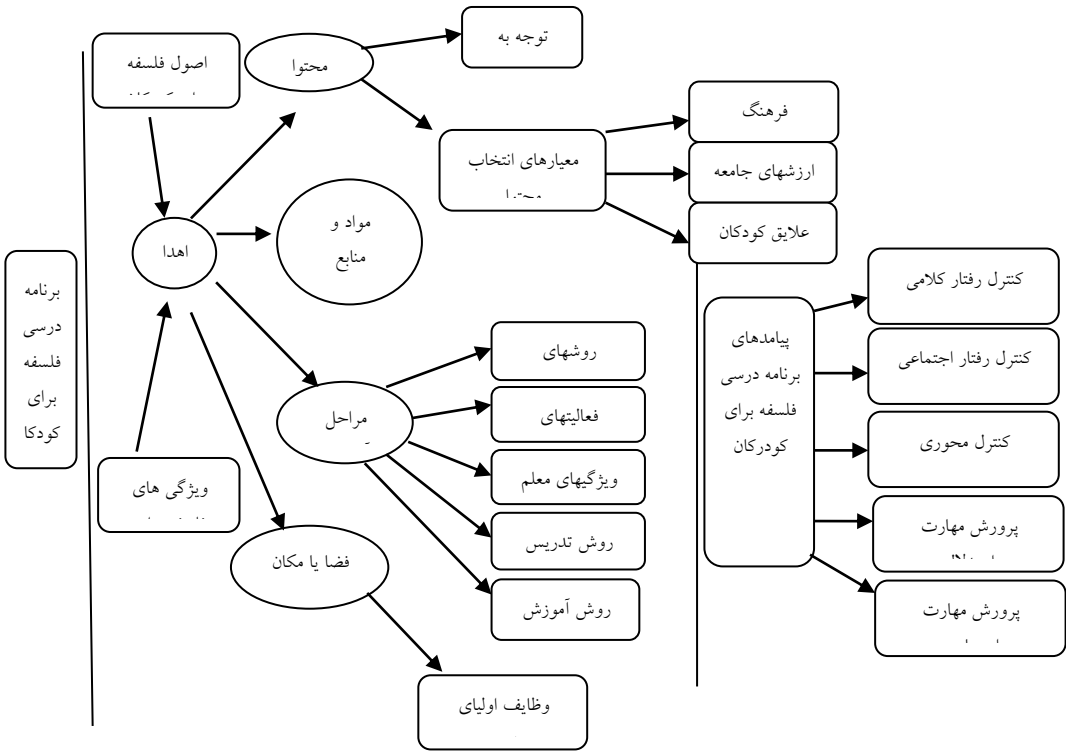 برنامه
درسی
فلسفه
برای
کودکا
اصول فلسفه
اهدا
ویژگی های
محتوا
توجه به
معیارهای انتخاب
محتوا
فرهنگ
ارزشهای جامعه
علایق کودکان
مواد و
منابع
مراحل
روشهای
فعالیتهای
ویژگیهای معلم
روش تدریس
روش آموزش
فضا یا مکان
وظایف اولیای
پیامدهای
برنامه درسی
فلسفه برای
کودرکان
کنترل رفتار کلامی
کنترل رفتار اجتماعی
کنترل محوری
پرورش مهارت
پرورش مهارت